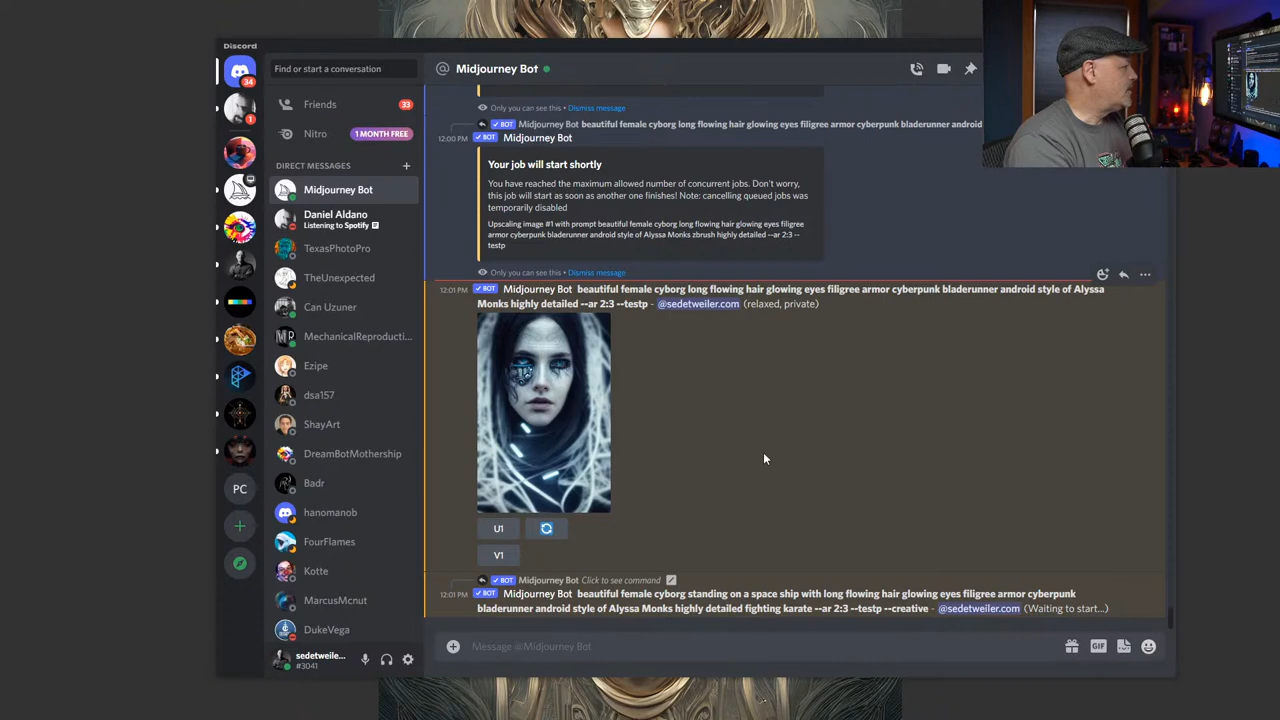 Discord
34
1
PC
Find or start a conversation
Friends
33
Nitro
1 MONTH FREE
DIRECT MESSAGES
Midjourney Bot
Daniel Aldano
Listening to Spotify
TexasPhotoPro
TheUnexpected
Can Uzuner
MechanicalReproducti...
Ezipe
dsa157
ShayArt
DreamBotMothership
Badr
hanomanob
FourFlames
Kotte
MarcusMcnut
DukeVega
sedetweile...
#3041
Midjourney Bot
Only you can see this • Dismiss message
BOT Midjourney Bot beautiful female cyborg long flowing hair glowing eyes filigree armor cyberpunk bladerunner android
12:00 PM BOT Midjourney Bot
Your job will start shortly
You have reached the maximum allowed number of concurrent jobs. Don't worry,
this job will start as soon as another one finishes! Note: cancelling queued jobs was
temporarily disabled
Upscaling image #1 with prompt beautiful female cyborg long flowing hair glowing eyes filigree
armor cyberpunk bladerunner android style of Alyssa Monks zbrush highly detailed --ar 2:3 --
testp
Only you can see this • Dismiss message
12:01 PM BOT Midjourney Bot beautiful female cyborg long flowing hair glowing eyes filigree armor cyberpunk bladerunner android style of Alyssa
Monks highly detailed --ar 2:3 --testp - @sedetweiler.com (relaxed, private)
U1
V1
BOT Midjourney Bot Click to see command
12:01 PM BOT Midjourney Bot beautiful female cyborg standing on a space ship with long flowing hair glowing eyes filigree armor cyberpunk
bladerunner android style of Alyssa Monks highly detailed fighting karate --ar 2:3 --testp --creative - @sedetweiler.com (Waiting to start...)
Message @Midjourney Bot
GIF